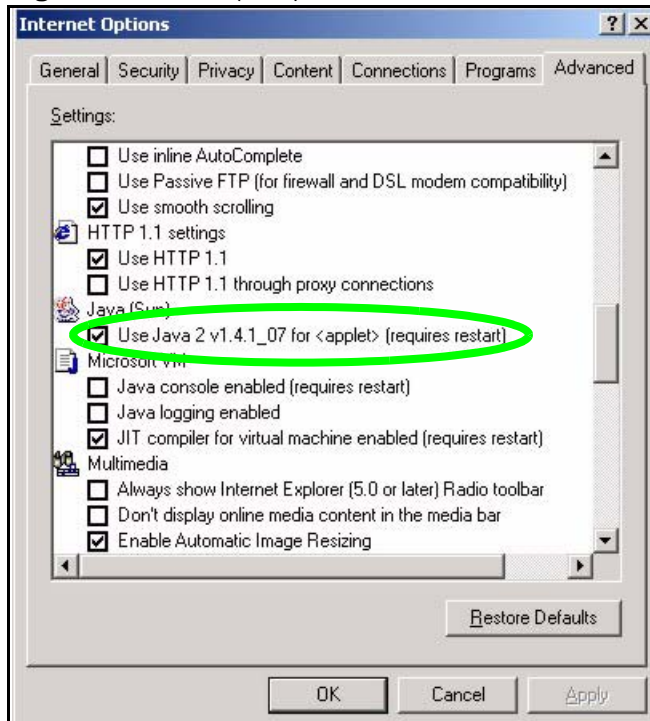 Internet Options
General Security Privacy Content Connections Programs Advanced
Settings:
Use inline AutoComplete
Use Passive FTP (for firewall and DSL modem compatibility)
Use smooth scrolling
HTTP 1.1 settings
Use HTTP 1.1
Use HTTP 1.1 through proxy connections
Java (Sun)
Use Java 2 v1.4.1_07 for <applet> (requires restart)
Microsoft VM
Java console enabled (requires restart)
Java logging enabled
JIT compiler for virtual machine enabled (requires restart)
Multimedia
Always show Internet Explorer (5.0 or later) Radio toolbar
Don't display online media content in the media bar
Enable Automatic Image Resizing
Restore Defaults
OK Cancel Apply